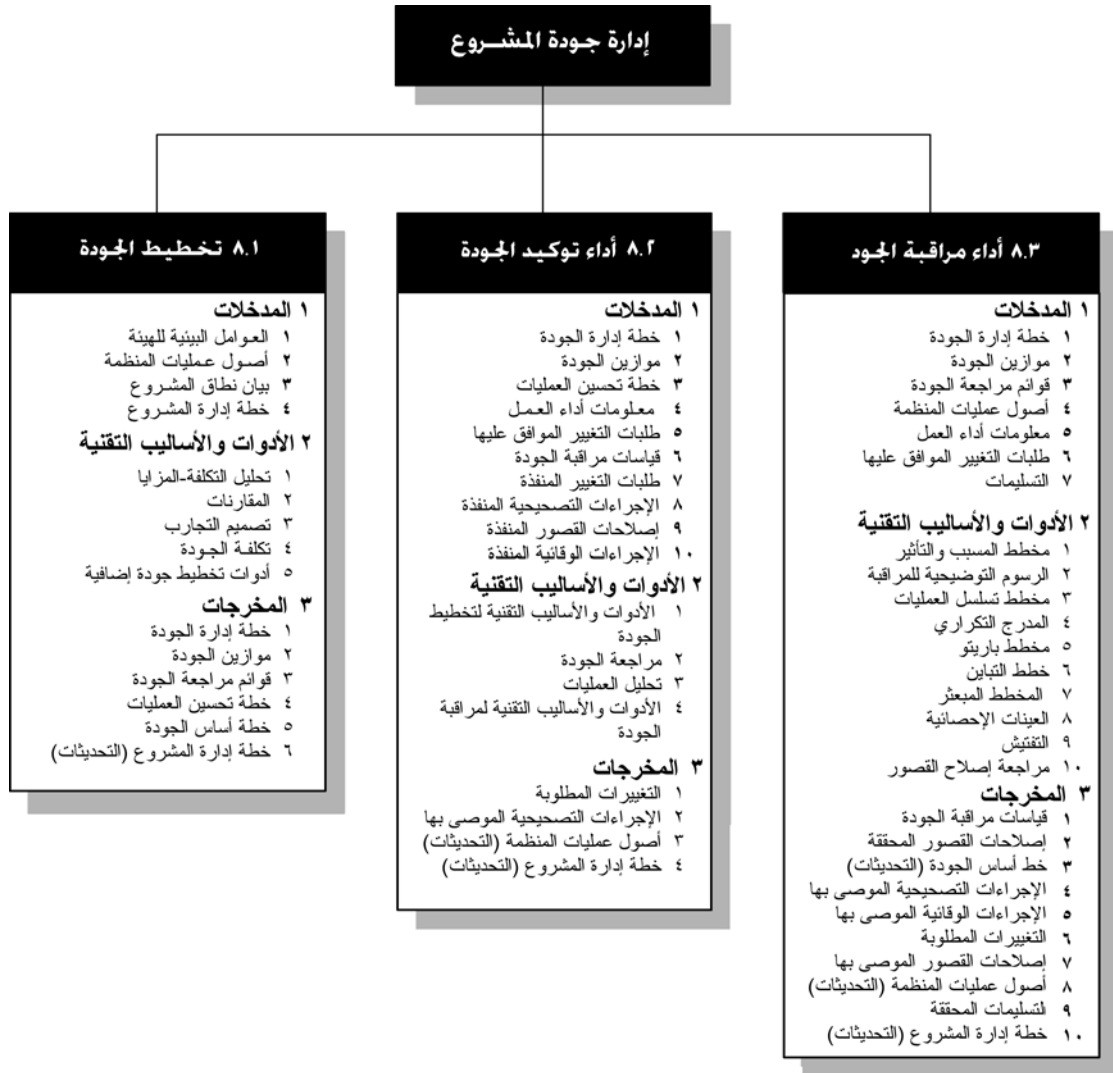 إدارة جودة المشروع
٨.١ تخطيط الجودة
١ المدخلات
١ العوامل البيئية للهيئة
٢ أصول عمليات المنظمة
٣ بيان نطاق المشروع
٤ خطة إدارة المشروع
٢ الأدوات والأساليب التقنية
١ تحليل التكلفة-المزايا
٢ المقارنات
٣ تصميم التجارب
٤ تكلفة الجودة
٥ أدوات تخطيط جودة إضافية
٣ المخرجات
١ خطة إدارة الجودة
٢ موازين الجودة
٣ قوائم مراجعة الجودة
٤ خطة تحسين العمليات
٥ خطة أساس الجودة
٦ خطة إدارة المشروع (التحديثات)
٨.٢ أداء توكيد الجودة
١ المدخلات
١ خطة إدارة الجودة
٢ موازين الجودة
٣ خطة تحسين العمليات
٤ معلومات أداء العمل
٥ طلبات التغيير الموافق عليها
٦ قياسات مراقبة الجودة
٧ طلبات التغيير المنفذة
٨ الإجراءات التصحيحية المنفذة
٩ إصلاحات القصور المنفذة
١٠ الإجراءات الوقائية المنفذة
٢ الأدوات والأساليب التقنية
١ الأدوات والأساليب التقنية لتخطيط
الجودة
٢ مراجعة الجودة
٣ تحليل العمليات
٤ الأدوات والأساليب التقنية لمراقبة
الجودة
٣ المخرجات
١ التغييرات المطلوبة
٢ الإجراءات التصحيحية الموصى بها
٣ أصول عمليات المنظمة (التحديثات)
٤ خطة إدارة المشروع (التحديثات)
٨.٣ أداء مراقبة الجود
١ المدخلات
١ خطة إدارة الجودة
٢ موازين الجودة
٣ قوائم مراجعة الجودة
٤ أصول عمليات المنظمة
٥ معلومات أداء العمل
٦ طلبات التغيير الموافق عليها
٧ التسليمات
٢ الأدوات والأساليب التقنية
١ مخطط المسبب والتأثير
٢ الرسوم التوضيحية للمراقبة
٣ مخطط تسلسل العمليات
٤ المدرج التكراري
٥ مخطط باريتو
٦ خطط التباين
٧ المخطط المبعثر
٨ العينات الإحصائية
٩ التفتيش
١٠ مراجعة إصلاح القصور
٣ المخرجات
١ قياسات مراقبة الجودة
٢ إصلاحات القصور المحققة
٣ خط أساس الجودة (التحديثات)
٤ الإجراءات التصحيحية الموصى بها
٥ الإجراءات الوقائية الموصى بها
٦ التغييرات المطلوبة
٧ إصلاحات القصور الموصى بها
٨ أصول عمليات المنظمة (التحديثات)
٩ لتسليمات المحققة
١٠ خطة إدارة المشروع (التحديثات)